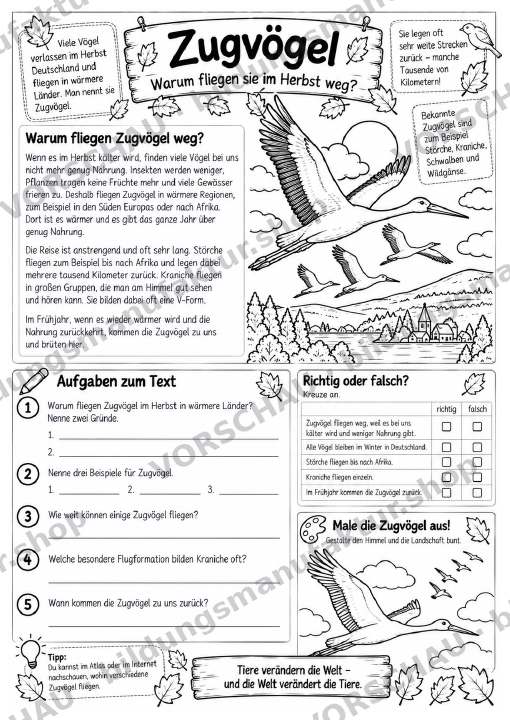 Zugvögel
Warum fliegen sie im Herbst weg?
Viele Vögel
verlassen im Herbst
Deutschland und
fliegen in wärmere
Länder. Man nennt sie
Zugvögel.
Sie legen oft
sehr weite Strecken
zurück – manche
Tausende von
Kilometern!
Bekannte
Zugvögel sind
zum Beispiel
Störche, Kraniche,
Schwalben und
Wildgänse.
Warum fliegen Zugvögel weg?
Wenn es im Herbst kälter wird, finden viele Vögel bei uns
nicht mehr genug Nahrung. Insekten werden weniger,
Pflanzen tragen keine Früchte mehr und viele Gewässer
frieren zu. Deshalb fliegen Zugvögel in wärmere Regionen,
zum Beispiel in den Süden Europas oder nach Afrika.
Dort ist es wärmer und es gibt das ganze Jahr über
genug Nahrung.
Die Reise ist anstrengend und oft sehr lang. Störche
fliegen zum Beispiel bis nach Afrika und legen dabei
mehrere tausend Kilometer zurück. Kraniche fliegen
in großen Gruppen, die man am Himmel gut sehen
und hören kann. Sie bilden dabei oft eine V-Form.
Im Frühjahr, wenn es wieder wärmer wird und die
Nahrung zurückkehrt, kommen die Zugvögel zu uns
und brüten hier.
Aufgaben zum Text
1 Warum fliegen Zugvögel im Herbst in wärmere Länder?
Nenne zwei Gründe.
1.
2.
2 Nenne drei Beispiele für Zugvögel.
1. 2. 3.
3 Wie weit können einige Zugvögel fliegen?
4 Welche besondere Flugformation bilden Kraniche oft?
5 Wann kommen die Zugvögel zu uns zurück?
Richtig oder falsch?
Kreuze an.
richtig falsch
Zugvögel fliegen weg, weil es bei uns
kälter wird und weniger Nahrung gibt.
Alle Vögel bleiben im Winter in Deutschland.
Störche fliegen bis nach Afrika.
Kraniche fliegen einzeln.
Im Frühjahr kommen die Zugvögel zurück.
Male die Zugvögel aus!
Gestalte den Himmel und die Landschaft bunt.
Tipp:
Du kannst im Atlas oder im Internet
nachschauen, wohin verschiedene
Zugvögel fliegen.
Tiere verändern die Welt –
und die Welt verändert die Tiere.
VORSCHAU - bildungsmanufaktur.shop